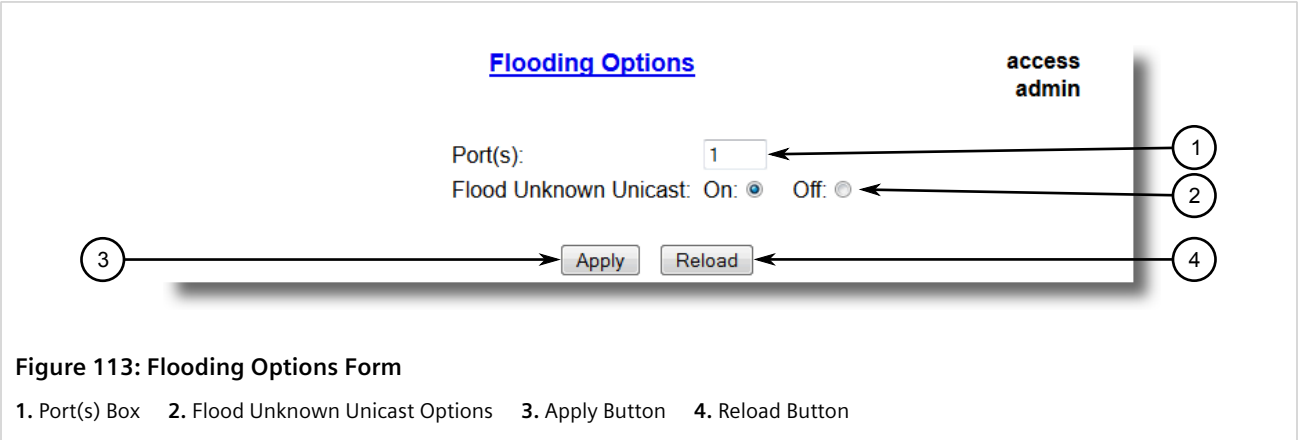 Flooding Options
access
admin
Port(s): 1
1
Flood Unknown Unicast: On: Off:
2
3
Apply Reload
4
Figure 113: Flooding Options Form
1. Port(s) Box 2. Flood Unknown Unicast Options 3. Apply Button 4. Reload Button